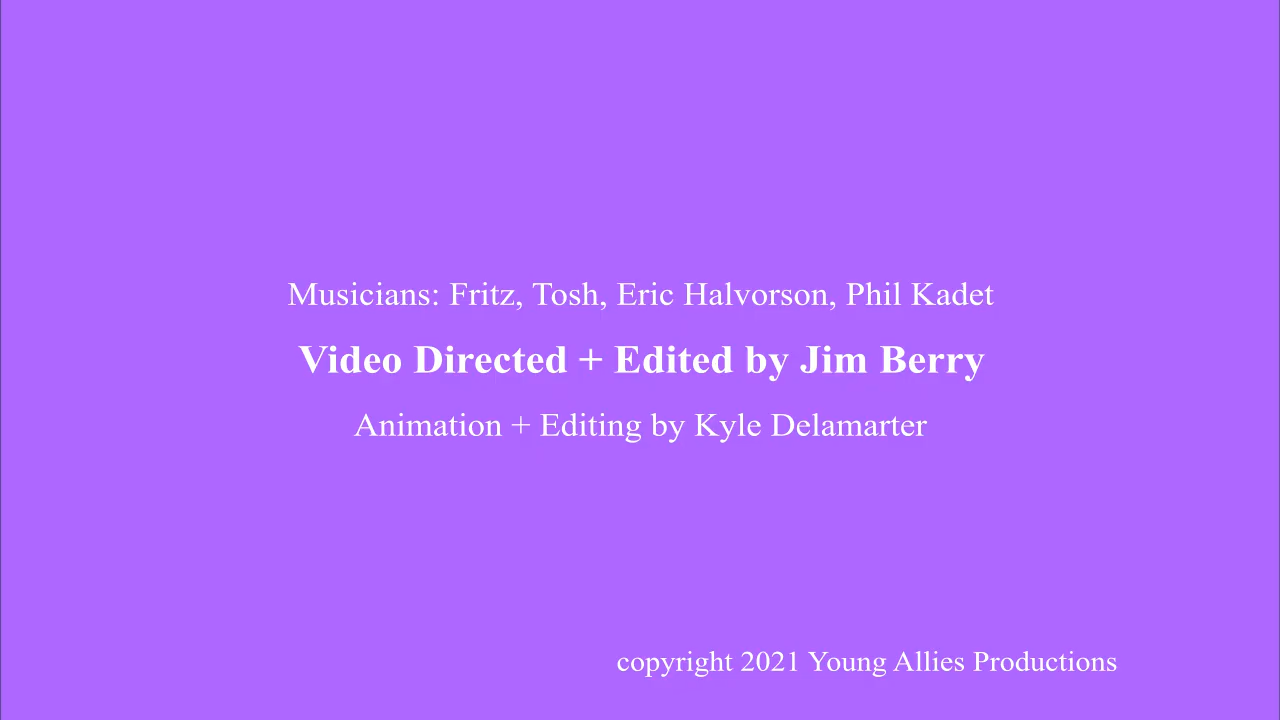 Musicians: Fritz, Tosh, Eric Halvorson, Phil Kadet
Video Directed + Edited by Jim Berry
Animation + Editing by Kyle Delamarter
copyright 2021 Young Allies Productions